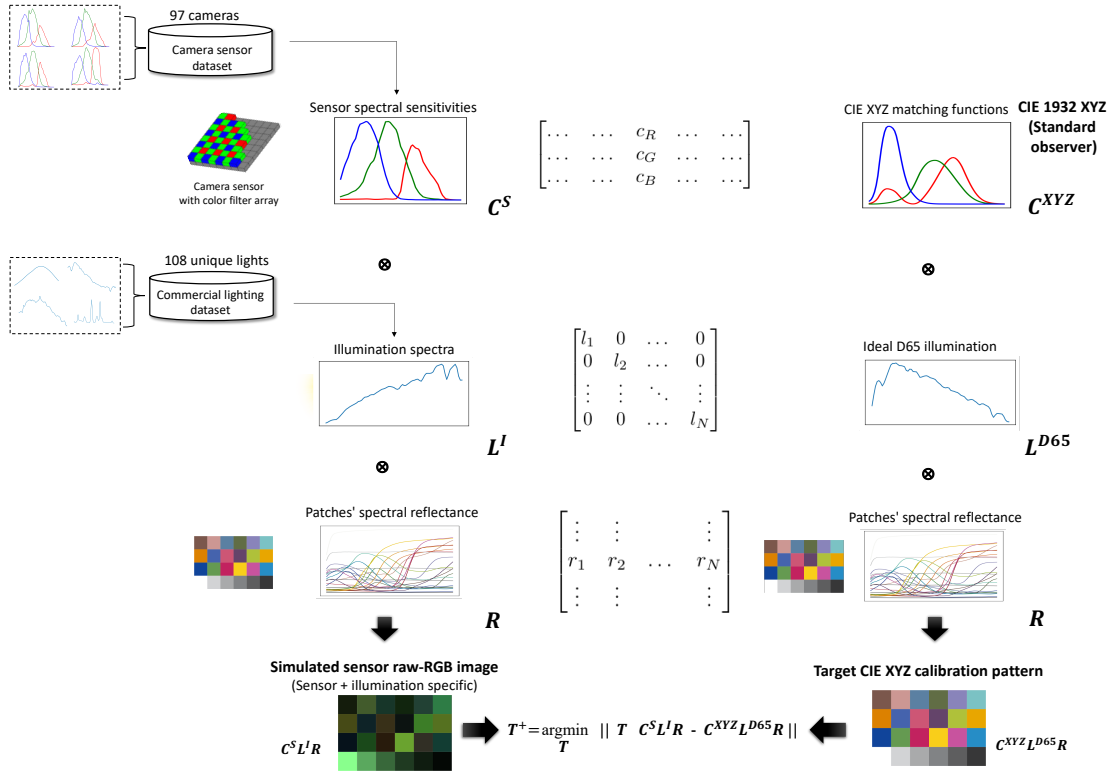 97 cameras
Camera sensor
dataset
Sensor spectral sensitivities
CIE XYZ matching functions
CIE 1932 XYZ
(Standard
observer)
Camera sensor
with color filter array
… … c_R … …
… … c_G … …
… … c_B … …
C^S
C^XYZ
⊗
⊗
108 unique lights
Commercial lighting
dataset
Illumination spectra
l_1 0 … 0
0 l_2 … 0
⋮ ⋮ ⋱ ⋮
0 0 … l_N
Ideal D65 illumination
L^I
L^D65
⊗
⊗
Patches' spectral reflectance
⋮ ⋮ ⋮
r_1 r_2 … r_N
⋮ ⋮ ⋮
Patches' spectral reflectance
R
R
Simulated sensor raw-RGB image
(Sensor + illumination specific)
Target CIE XYZ calibration pattern
C^S L^I R
T^+ = argmin || T C^S L^I R - C^XYZ L^D65 R ||
T
C^XYZ L^D65 R